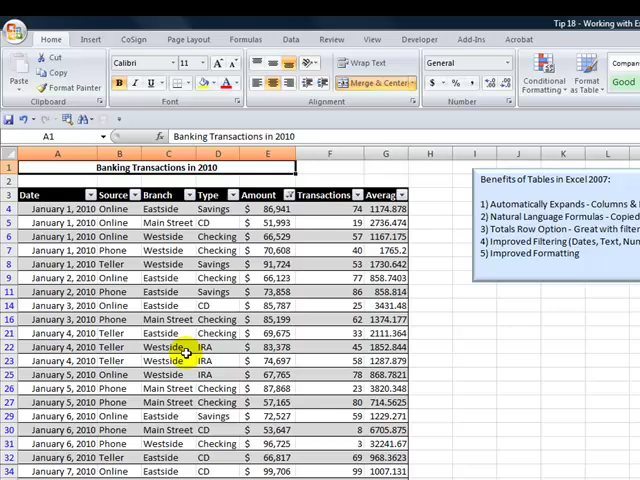 Tip 18 - Working with Ex
Home Insert CoSign Page Layout Formulas Data Review View Developer Add-Ins Acrobat
Paste
Cut
Copy
Format Painter
Calibri 11 A A
B I U A
Wrap Text
Merge & Center
General
$ % ,
Conditional Formatting
Format as Table
Company
Good
Clipboard Font Alignment Number
A1 fx Banking Transactions in 2010
A B C D E F G H I J K L
1 Banking Transactions in 2010
2
3 Date Source Branch Type Amount Transactions Averag
4 January 1, 2010 Online Eastside Savings $ 86,941 74 1174.878
5 January 1, 2010 Online Main Street CD $ 51,993 19 2736.474
6 January 1, 2010 Online Westside Checking $ 66,529 57 1167.175
7 January 1, 2010 Phone Westside Checking $ 70,608 40 1765.2
8 January 1, 2010 Teller Westside Savings $ 91,724 53 1730.642
9 January 2, 2010 Online Eastside Checking $ 66,123 77 858.7403
11 January 2, 2010 Phone Eastside Savings $ 73,858 86 858.814
14 January 3, 2010 Online Eastside CD $ 85,787 25 3431.48
16 January 3, 2010 Phone Main Street Checking $ 85,199 62 1374.177
21 January 4, 2010 Teller Eastside Checking $ 69,675 33 2111.364
22 January 4, 2010 Teller Westside IRA $ 83,378 45 1852.844
23 January 4, 2010 Teller Westside IRA $ 74,697 58 1287.879
25 January 5, 2010 Online Westside IRA $ 67,765 78 868.7821
26 January 5, 2010 Phone Main Street Checking $ 87,868 23 3820.348
27 January 5, 2010 Phone Main Street Checking $ 57,165 80 714.5625
29 January 6, 2010 Online Eastside Savings $ 72,527 59 1229.271
30 January 6, 2010 Phone Main Street CD $ 53,647 8 6705.875
31 January 6, 2010 Phone Westside Checking $ 96,725 3 32241.67
32 January 6, 2010 Teller Eastside CD $ 66,817 69 968.3623
34 January 7, 2010 Online Eastside CD $ 99,706 99 1007.131
Benefits of Tables in Excel 2007:
1) Automatically Expands - Columns &
2) Natural Language Formulas - Copied
3) Totals Row Option - Great with filter
4) Improved Filtering (Dates, Text, Num
5) Improved Formatting